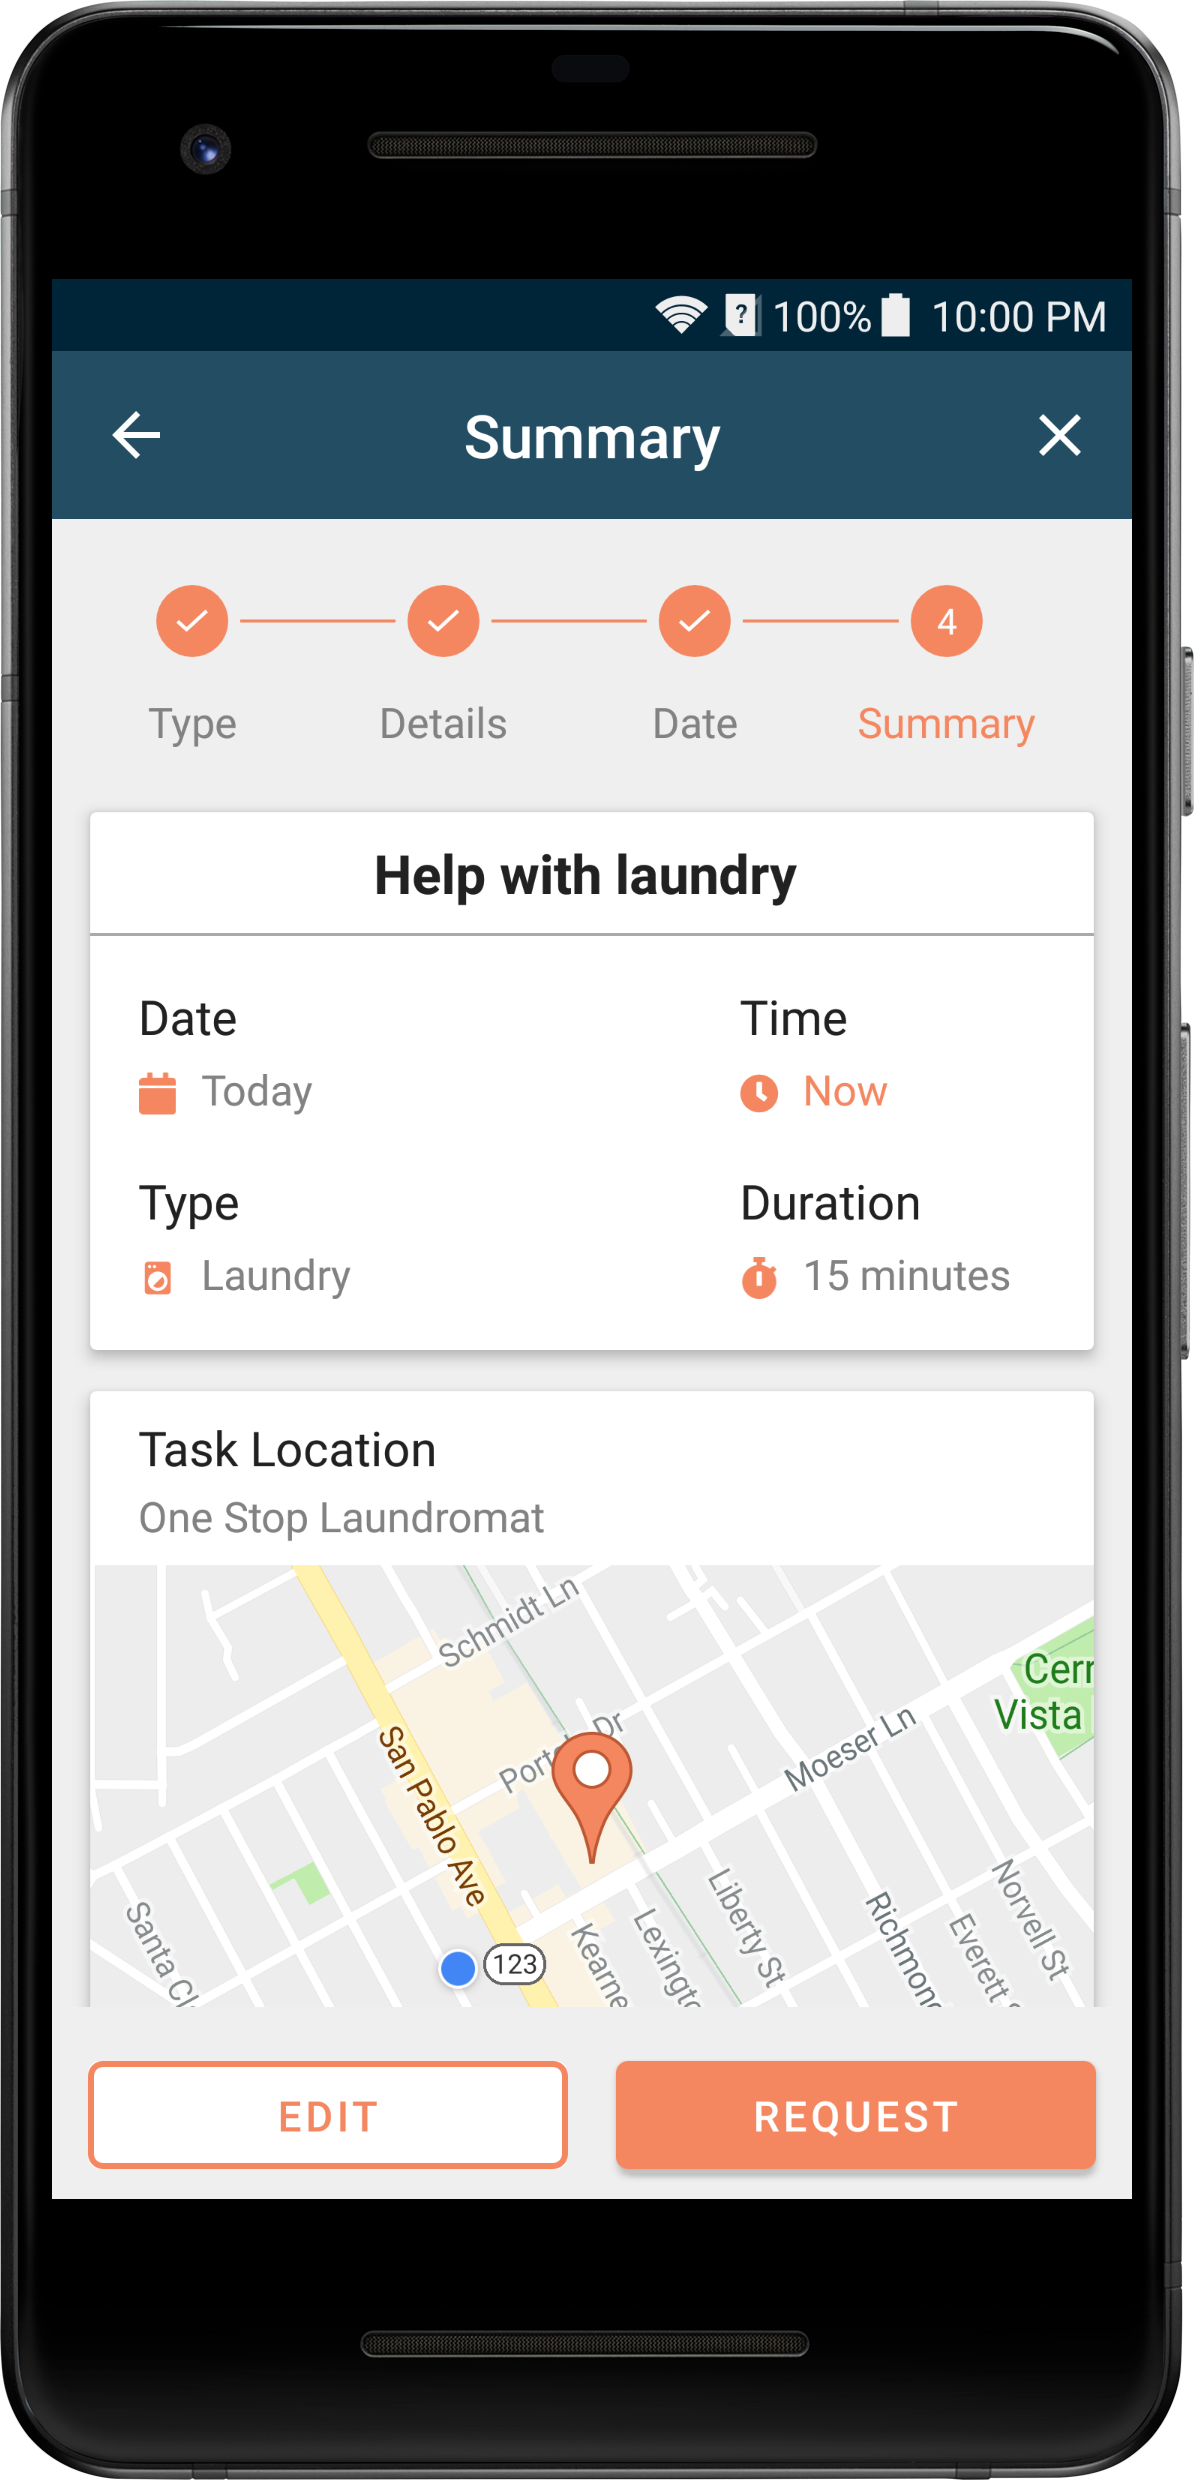 100% 10:00 PM
Summary
4
Type Details Date Summary
Help with laundry
Date Time
Today Now
Type Duration
Laundry 15 minutes
Task Location
One Stop Laundromat
Schmidt Ln
Cerr
Vista
Dr
Moeser Ln
San Pablo Ave
Santa Cl
Liberty St
Norvell St
Richmond
Everett S
Lexingto
Kearne
123
EDIT REQUEST